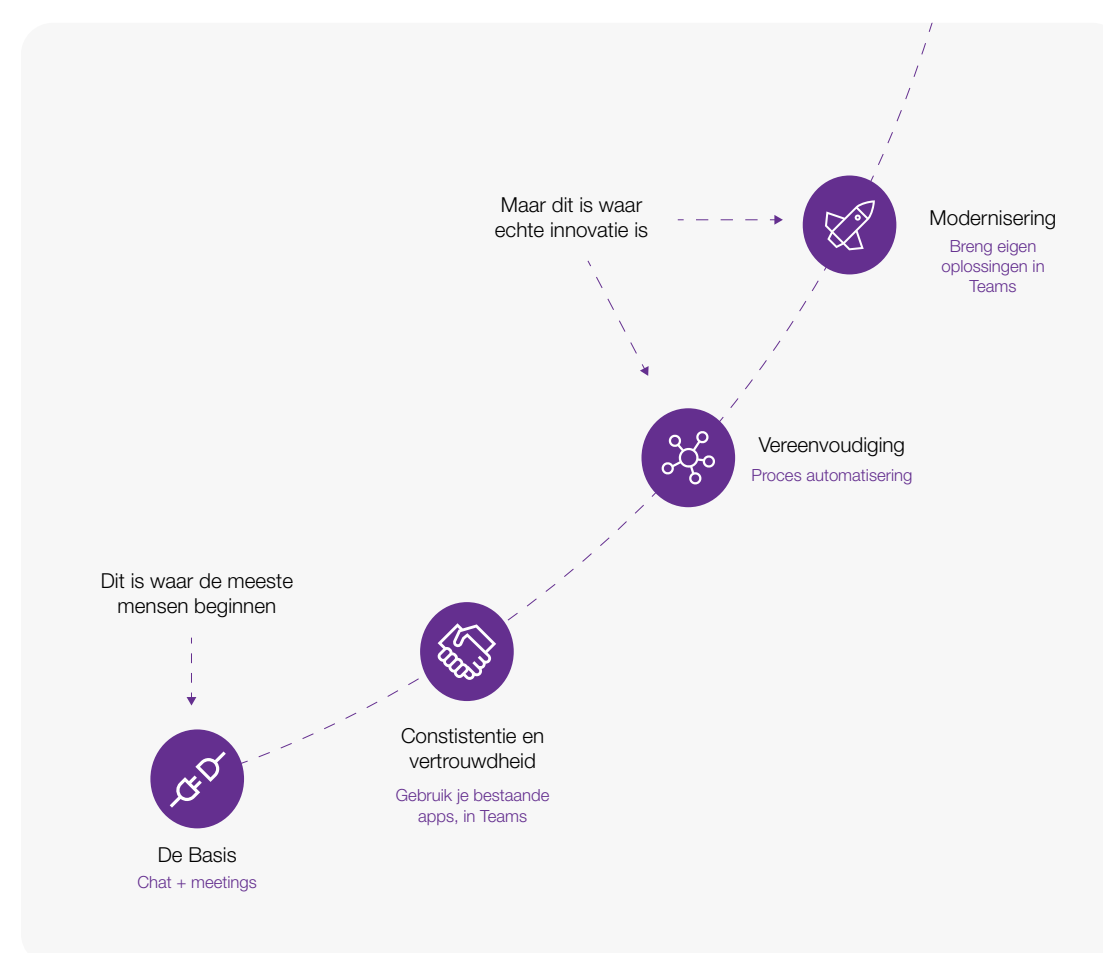 Maar dit is waar
echte innovatie is
Modernisering
Breng eigen
oplossingen in
Teams
Vereenvoudiging
Proces automatisering
Dit is waar de meeste
mensen beginnen
Constistentie en
vertrouwdheid
Gebruik je bestaande
apps, in Teams
De Basis
Chat + meetings